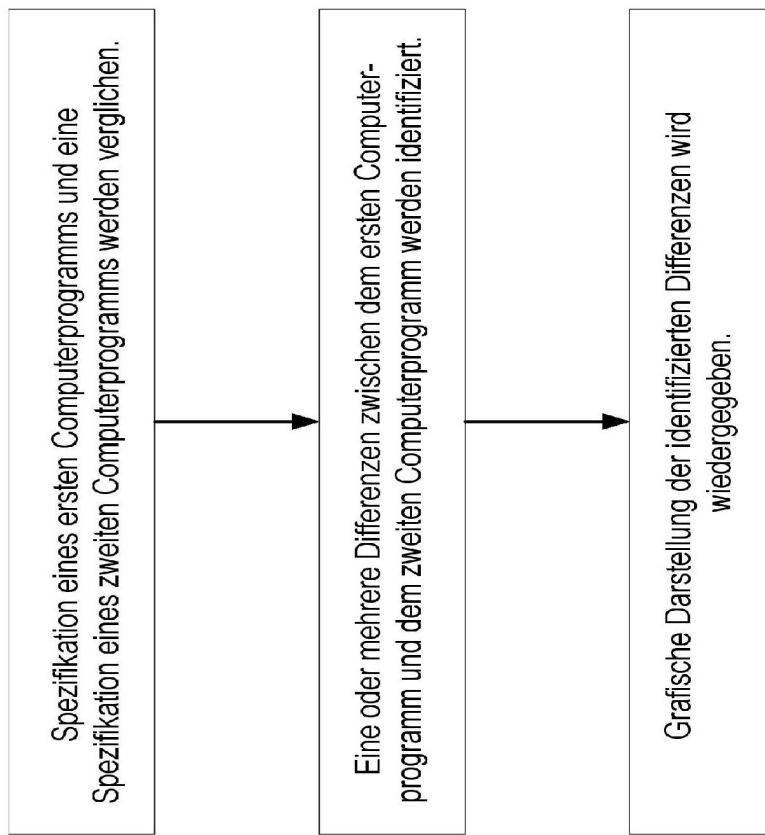 Spezifikation eines ersten Computerprogramms und eine
Spezifikation eines zweiten Computerprogramms werden verglichen.
Eine oder mehrere Differenzen zwischen dem ersten Computer-
programm und dem zweiten Computerprogramm werden identifiziert.
Grafische Darstellung der identifizierten Differenzen wird
wiedergegeben.